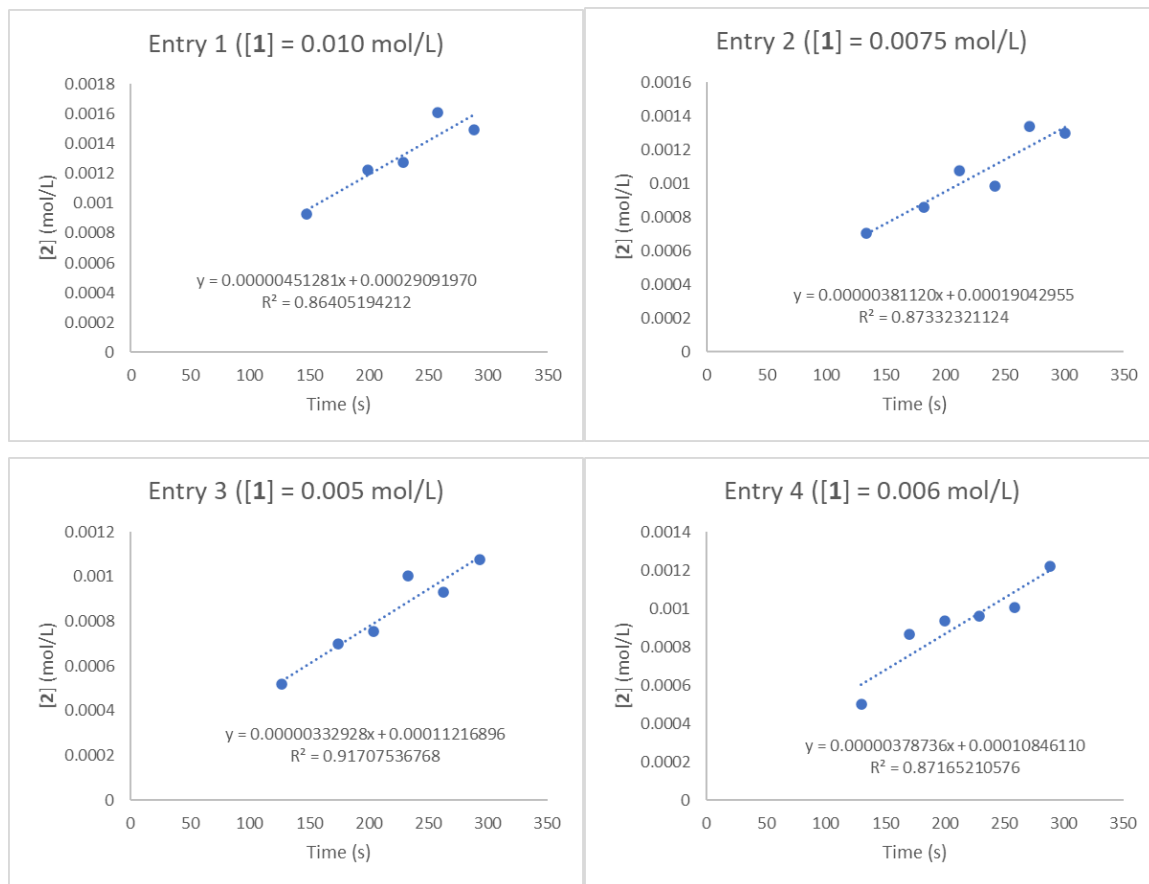 Entry 1 ([1] = 0.010 mol/L)
0.0018
0.0016
0.0014
0.0012
0.001
0.0008
0.0006
0.0004
0.0002
0
[2] (mol/L)
y = 0.00000451281x + 0.00029091970
R² = 0.86405194212
0 50 100 150 200 250 300 350
Time (s)
Entry 2 ([1] = 0.0075 mol/L)
0.0016
0.0014
0.0012
0.001
0.0008
0.0006
0.0004
0.0002
0
[2] (mol/L)
y = 0.00000381120x + 0.00019042955
R² = 0.87332321124
0 50 100 150 200 250 300 350
Time (s)
Entry 3 ([1] = 0.005 mol/L)
0.0012
0.001
0.0008
0.0006
0.0004
0.0002
0
[2] (mol/L)
y = 0.00000332928x + 0.00011216896
R² = 0.91707536768
0 50 100 150 200 250 300 350
Time (s)
Entry 4 ([1] = 0.006 mol/L)
0.0014
0.0012
0.001
0.0008
0.0006
0.0004
0.0002
0
[2] (mol/L)
y = 0.00000378736x + 0.00010846110
R² = 0.87165210576
0 50 100 150 200 250 300 350
Time (s)